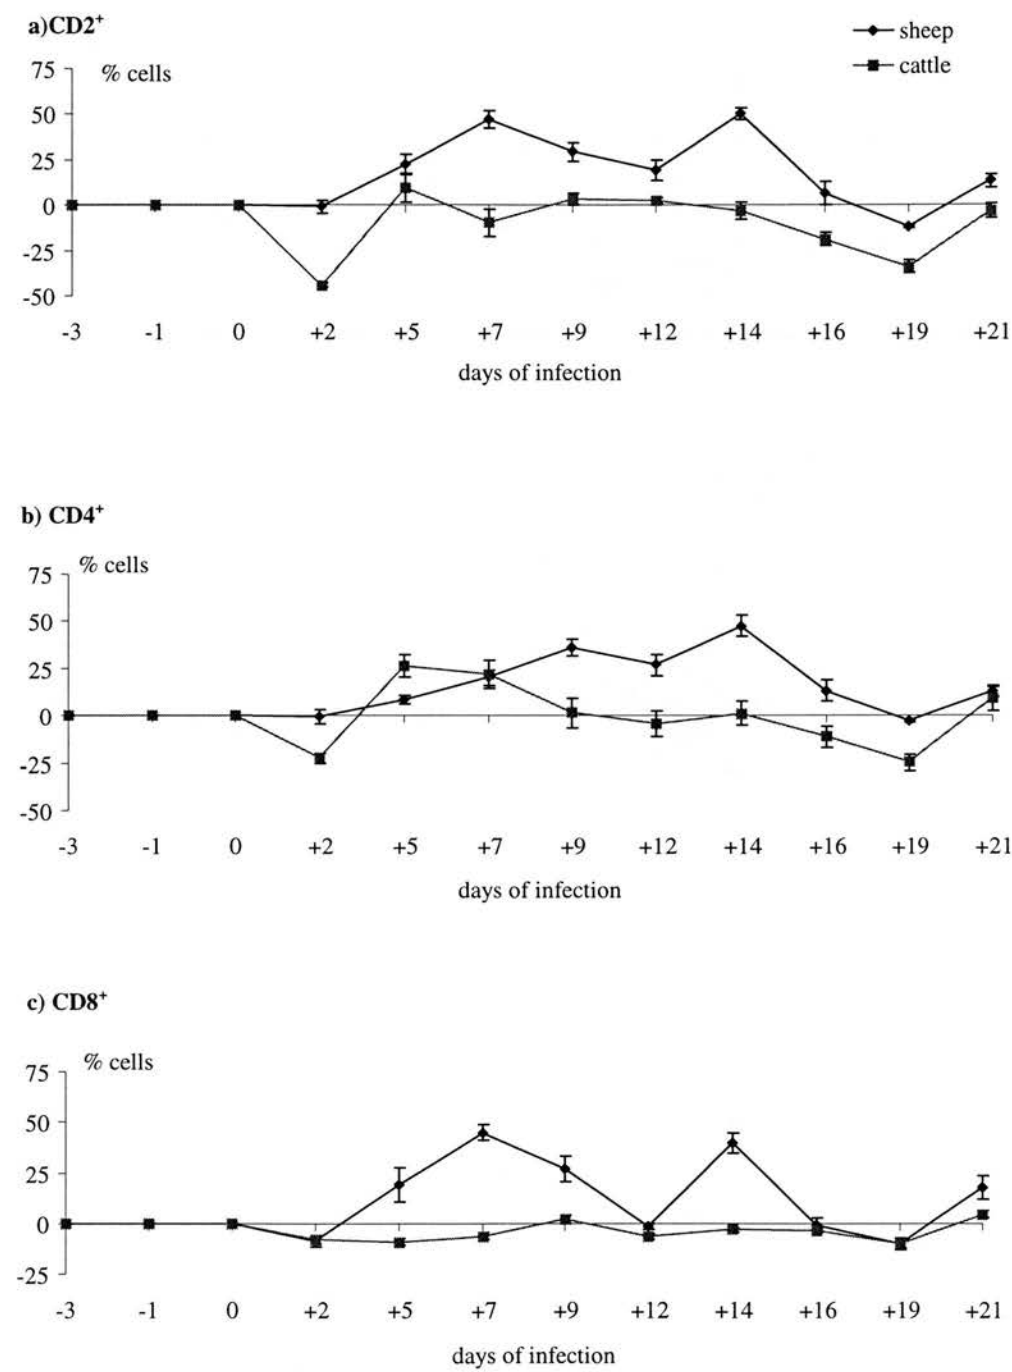 a)CD2+
sheep
cattle
% cells
75
50
25
0
-25
-50
-3 -1 0 +2 +5 +7 +9 +12 +14 +16 +19 +21
days of infection
b) CD4+
% cells
75
50
25
0
-25
-50
-3 -1 0 +2 +5 +7 +9 +12 +14 +16 +19 +21
days of infection
c) CD8+
% cells
75
50
25
0
-25
-3 -1 0 +2 +5 +7 +9 +12 +14 +16 +19 +21
days of infection